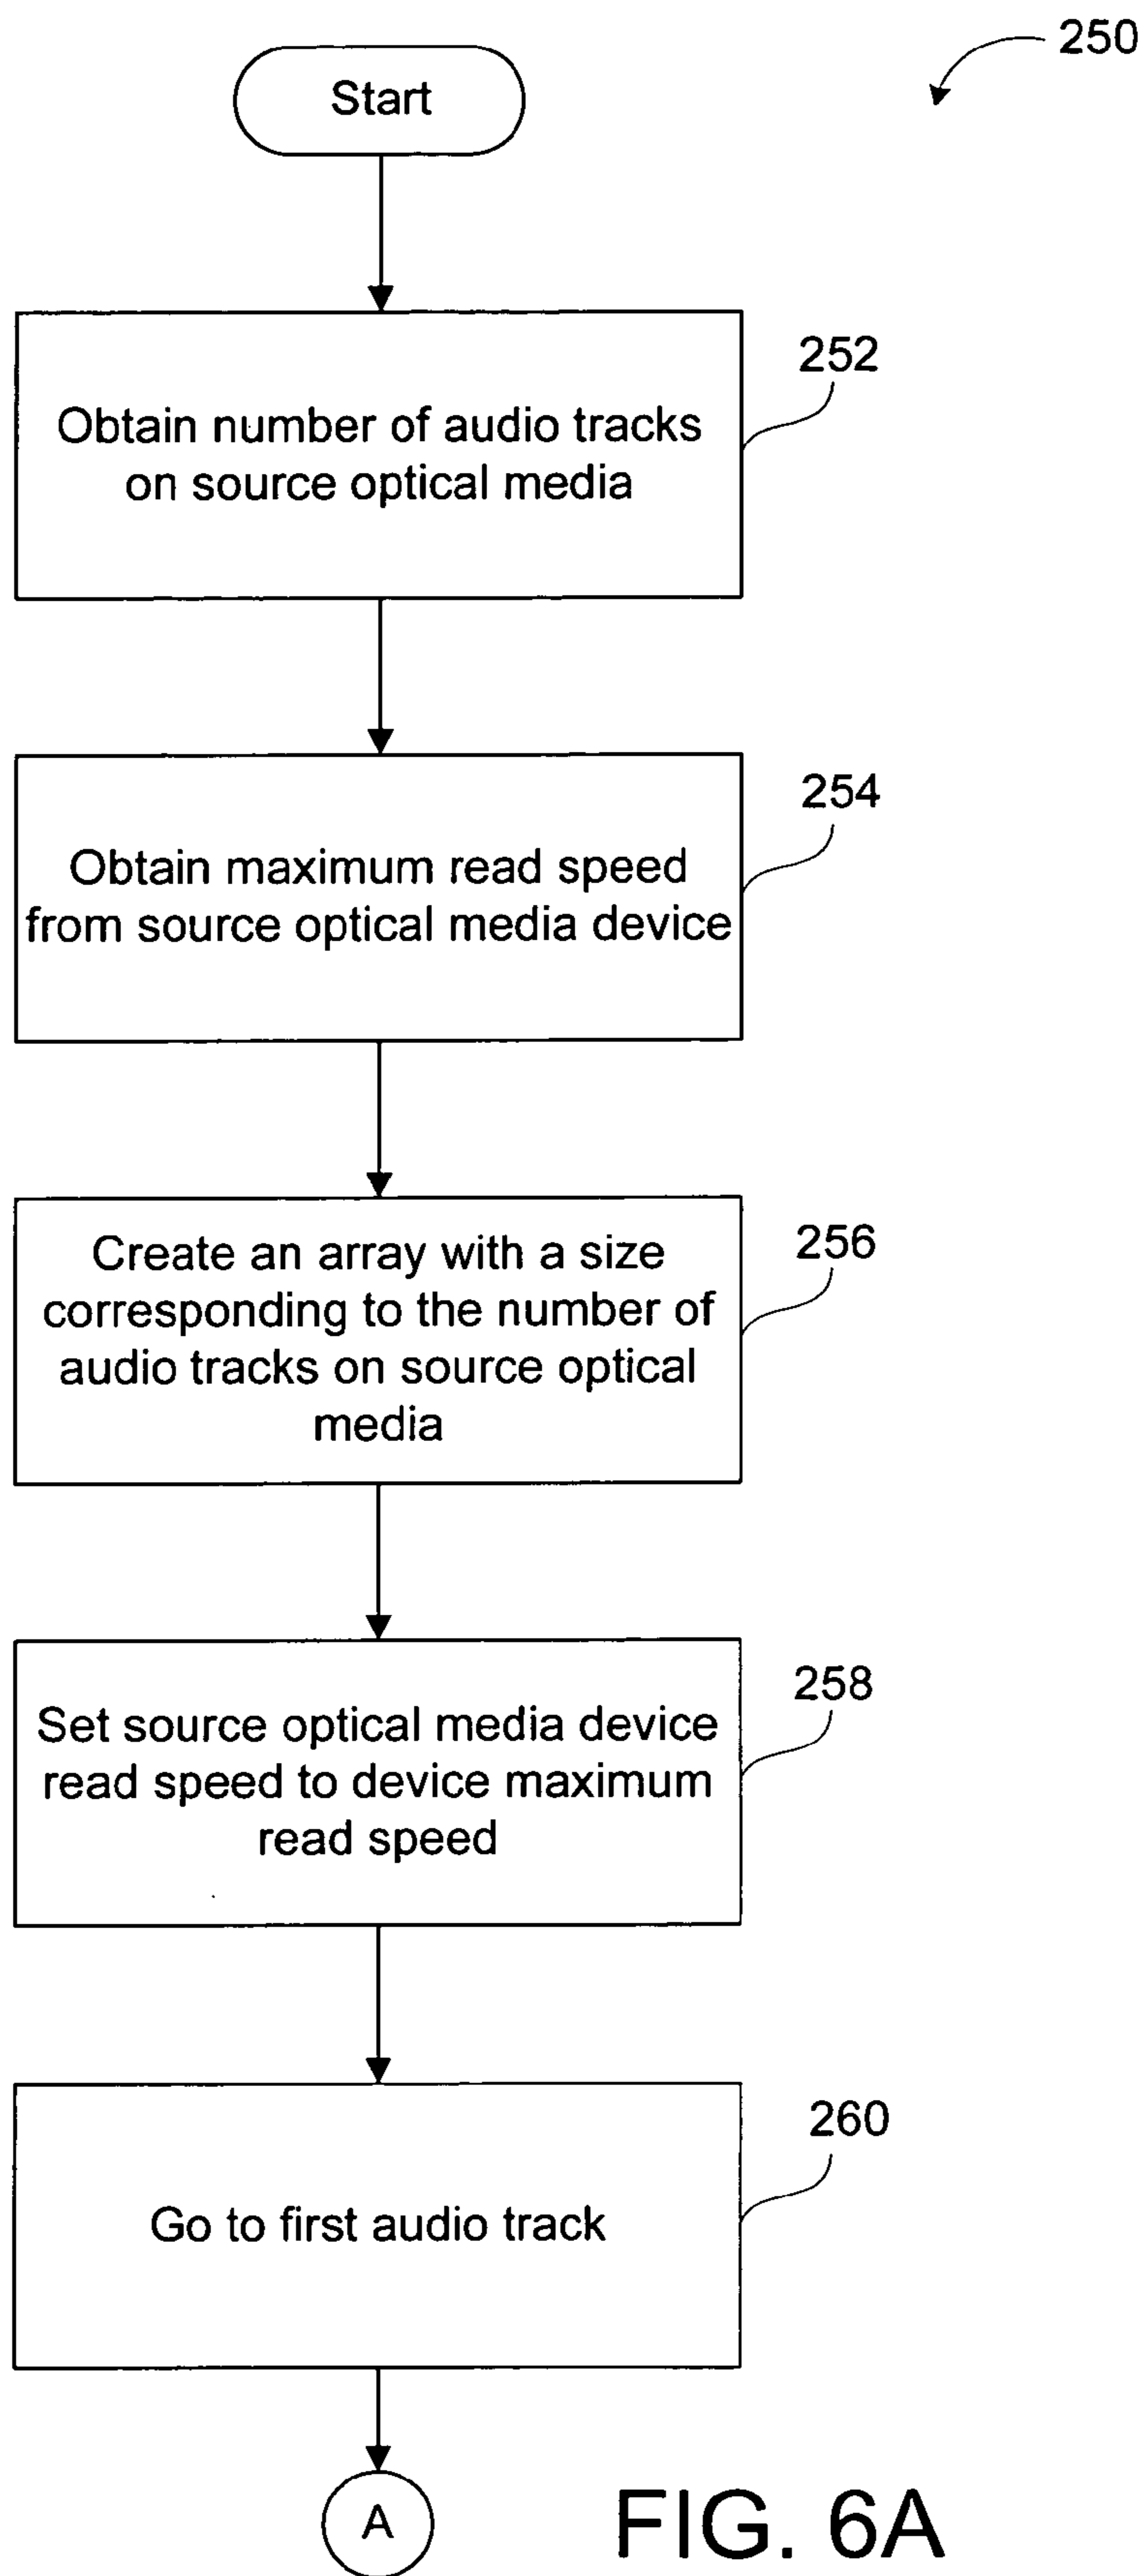 250
Start
252
Obtain number of audio tracks
on source optical media
254
Obtain maximum read speed
from source optical media device
256
Create an array with a size
corresponding to the number of
audio tracks on source optical
media
258
Set source optical media device
read speed to device maximum
read speed
260
Go to first audio track
A
FIG. 6A